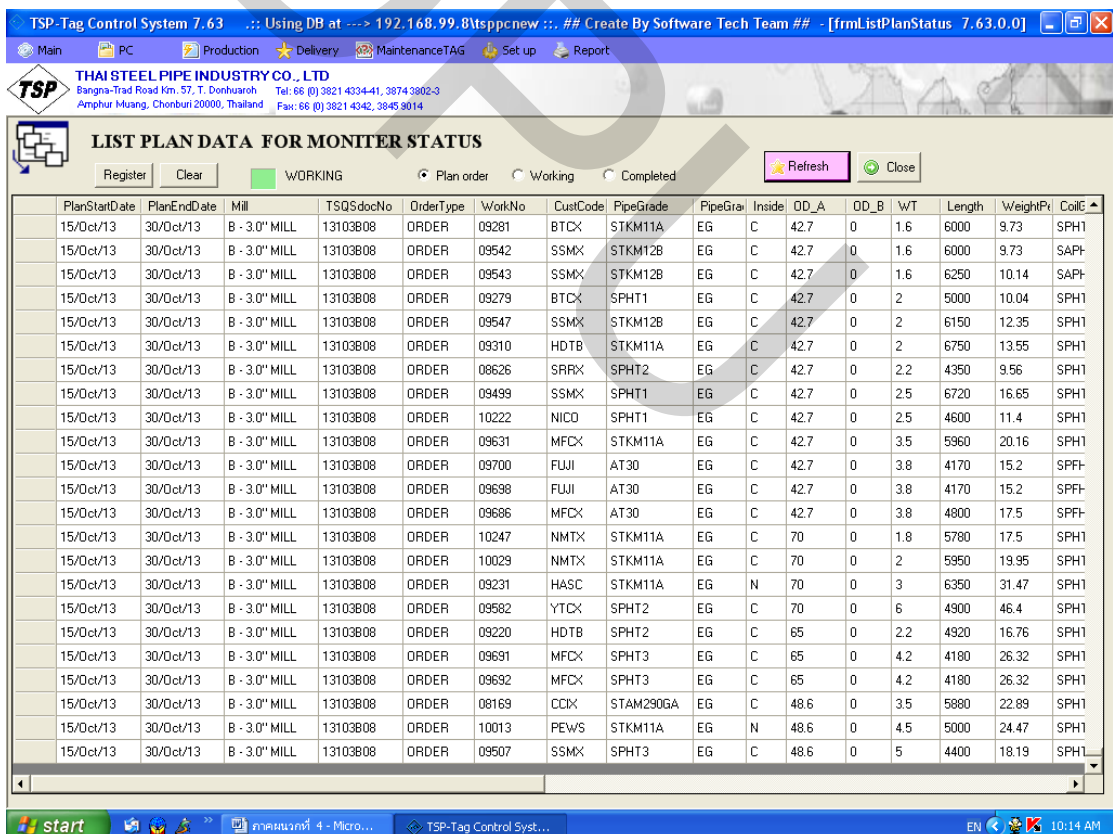 TSP-Tag Control System 7.63 .:: Using DB at ---> 192.168.99.8\tsppcnew ::. ## Create By Software Tech Team ## - [frmListPlanStatus 7.63.0.0]
Main PC Production Delivery MaintenanceTAG Set up Report
TSP
THAI STEEL PIPE INDUSTRY CO., LTD
Bangna-Trad Road Km. 57, T. Donhuaroh Tel: 66 (0) 3821 4334-41, 3874 3802-3
Amphur Muang, Chonburi 20000, Thailand Fax: 66 (0) 3821 4342, 3845 9014
LIST PLAN DATA FOR MONITER STATUS
Register Clear WORKING Plan order Working Completed Refresh Close
PlanStartDate PlanEndDate Mill TSQSdocNo OrderType WorkNo CustCode PipeGrade PipeGra Inside OD_A OD_B WT Length WeightPe CoilG
15/Oct/13 30/Oct/13 B - 3.0" MILL 13103B08 ORDER 09281 BTCX STKM11A EG C 42.7 0 1.6 6000 9.73 SPHT
15/Oct/13 30/Oct/13 B - 3.0" MILL 13103B08 ORDER 09542 SSMX STKM12B EG C 42.7 0 1.6 6000 9.73 SAPH
15/Oct/13 30/Oct/13 B - 3.0" MILL 13103B08 ORDER 09543 SSMX STKM12B EG C 42.7 0 1.6 6250 10.14 SAPH
15/Oct/13 30/Oct/13 B - 3.0" MILL 13103B08 ORDER 09279 BTCX SPHT1 EG C 42.7 0 2 5000 10.04 SPHT
15/Oct/13 30/Oct/13 B - 3.0" MILL 13103B08 ORDER 09547 SSMX STKM12B EG C 42.7 0 2 6150 12.35 SPHT
15/Oct/13 30/Oct/13 B - 3.0" MILL 13103B08 ORDER 09310 HDTB STKM11A EG C 42.7 0 2 6750 13.55 SPHT
15/Oct/13 30/Oct/13 B - 3.0" MILL 13103B08 ORDER 08626 SRRX SPHT2 EG C 42.7 0 2.2 4350 9.56 SPHT
15/Oct/13 30/Oct/13 B - 3.0" MILL 13103B08 ORDER 09499 SSMX SPHT1 EG C 42.7 0 2.5 6720 16.65 SPHT
15/Oct/13 30/Oct/13 B - 3.0" MILL 13103B08 ORDER 10222 NICO SPHT1 EG C 42.7 0 2.5 4600 11.4 SPHT
15/Oct/13 30/Oct/13 B - 3.0" MILL 13103B08 ORDER 09631 MFCX STKM11A EG C 42.7 0 3.5 5960 20.16 SPHT
15/Oct/13 30/Oct/13 B - 3.0" MILL 13103B08 ORDER 09700 FUJI AT30 EG C 42.7 0 3.8 4170 15.2 SPFH
15/Oct/13 30/Oct/13 B - 3.0" MILL 13103B08 ORDER 09698 FUJI AT30 EG C 42.7 0 3.8 4170 15.2 SPFH
15/Oct/13 30/Oct/13 B - 3.0" MILL 13103B08 ORDER 09686 MFCX AT30 EG C 42.7 0 3.8 4800 17.5 SPFH
15/Oct/13 30/Oct/13 B - 3.0" MILL 13103B08 ORDER 10247 NMTX STKM11A EG C 70 0 1.8 5780 17.5 SPHT
15/Oct/13 30/Oct/13 B - 3.0" MILL 13103B08 ORDER 10029 NMTX STKM11A EG C 70 0 2 5950 19.95 SPHT
15/Oct/13 30/Oct/13 B - 3.0" MILL 13103B08 ORDER 09231 HASC STKM11A EG N 70 0 3 6350 31.47 SPHT
15/Oct/13 30/Oct/13 B - 3.0" MILL 13103B08 ORDER 09582 YTCX SPHT2 EG C 70 0 6 4900 46.4 SPHT
15/Oct/13 30/Oct/13 B - 3.0" MILL 13103B08 ORDER 09220 HDTB SPHT2 EG C 65 0 2.2 4920 16.76 SPHT
15/Oct/13 30/Oct/13 B - 3.0" MILL 13103B08 ORDER 09691 MFCX SPHT3 EG C 65 0 4.2 4180 26.32 SPHT
15/Oct/13 30/Oct/13 B - 3.0" MILL 13103B08 ORDER 09692 MFCX SPHT3 EG C 65 0 4.2 4180 26.32 SPHT
15/Oct/13 30/Oct/13 B - 3.0" MILL 13103B08 ORDER 08169 CCIX STAM290GA EG C 48.6 0 3.5 5880 22.89 SPHT
15/Oct/13 30/Oct/13 B - 3.0" MILL 13103B08 ORDER 10013 PEWS STKM11A EG N 48.6 0 4.5 5000 24.47 SPHT
15/Oct/13 30/Oct/13 B - 3.0" MILL 13103B08 ORDER 09507 SSMX SPHT3 EG C 48.6 0 5 4400 18.19 SPHT
start ภาคผนวกที่ 4 - Micro... TSP-Tag Control Syst... EN 10:14 AM